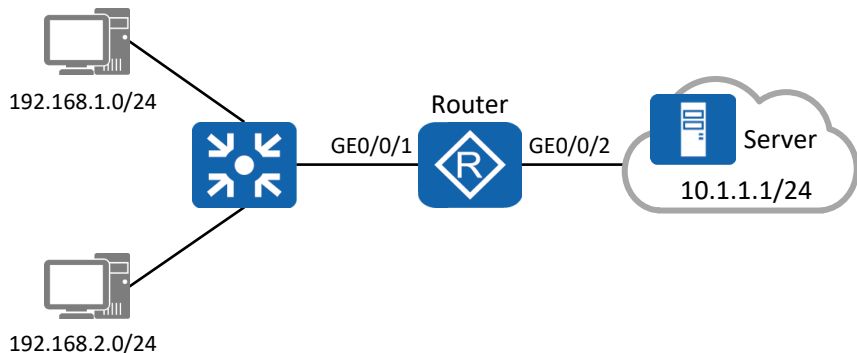 192.168.1.0/24
Router
GE0/0/1
R
GE0/0/2
Server
10.1.1.1/24
192.168.2.0/24